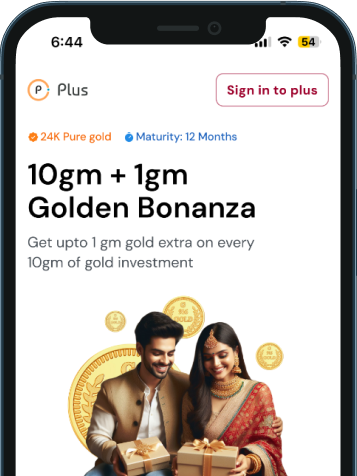 6:44
54
P
Plus
Sign in to plus
24K Pure gold
Maturity: 12 Months
10gm + 1gm
Golden Bonanza
Get upto 1 gm gold extra on every
10gm of gold investment
GOLD